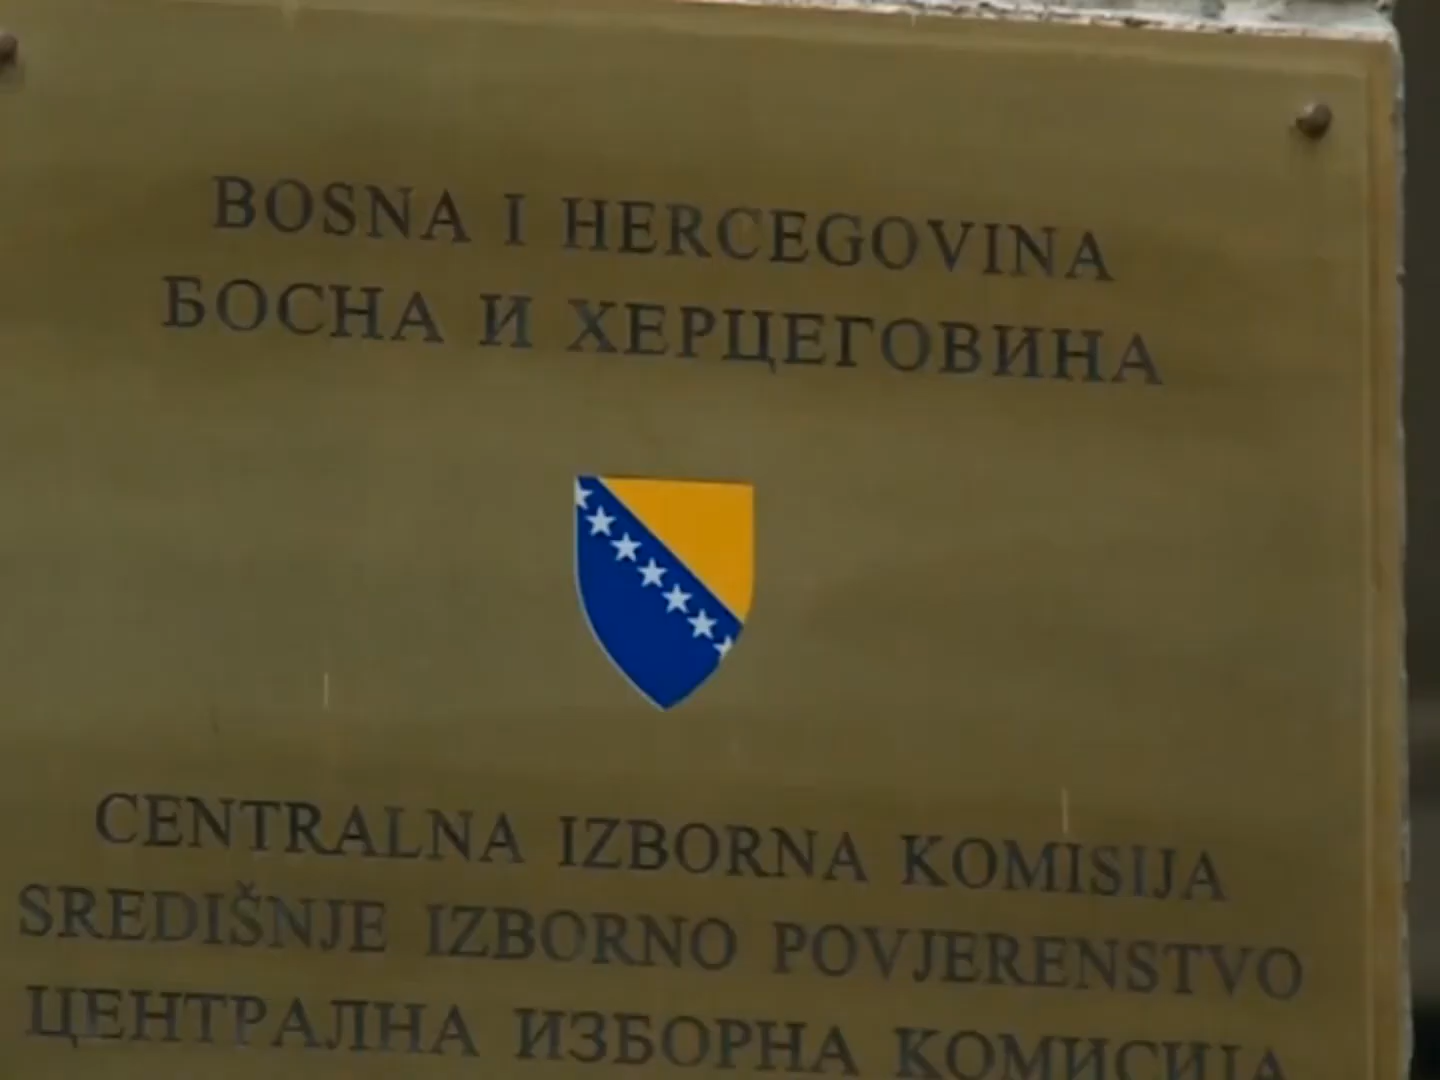 BOSNA I HERCEGOVINA
БОСНА И ХЕРЦЕГОВИНА
CENTRALNA IZBORNA KOMISIJA
SREDIŠNJE IZBORNO POVJERENSTVO
ЦЕНТРАЛНА ИЗБОРНА КОМИСИЈА